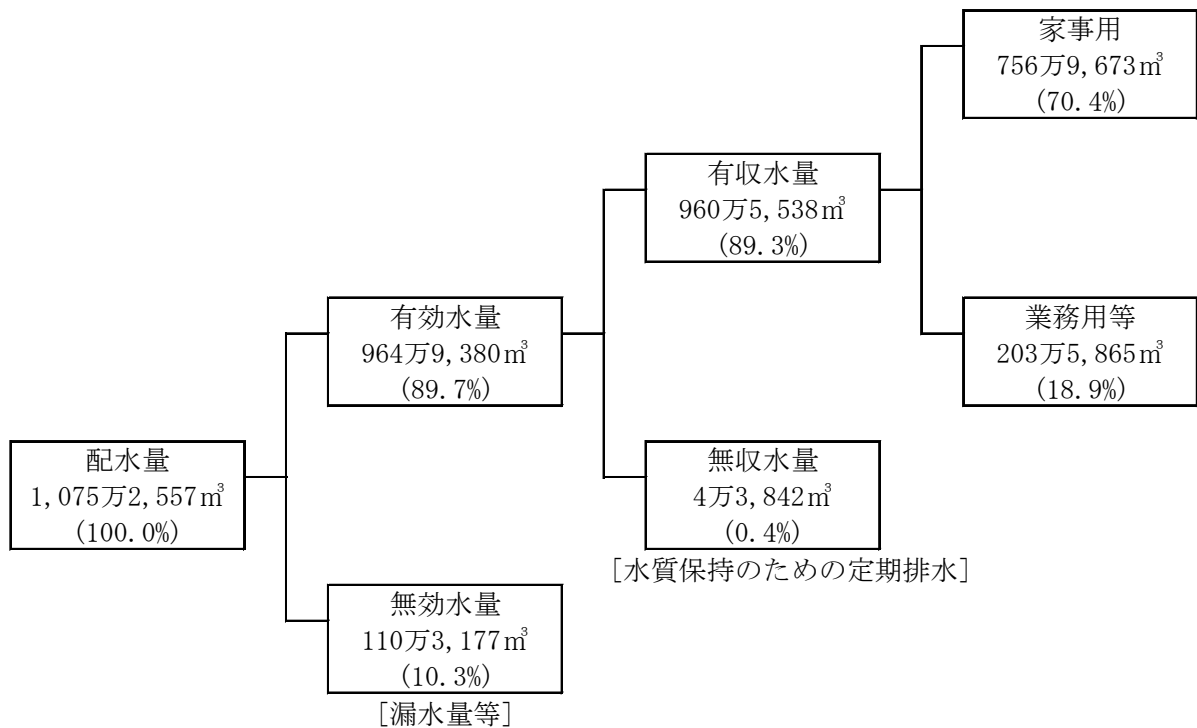 家事用
756万9,673㎥
(70.4%)
有収水量
960万5,538㎥
(89.3%)
有効水量
964万9,380㎥
(89.7%)
業務用等
203万5,865㎥
(18.9%)
配水量
1,075万2,557㎥
(100.0%)
無収水量
4万3,842㎥
(0.4%)
[水質保持のための定期排水]
無効水量
110万3,177㎥
(10.3%)
[漏水量等]